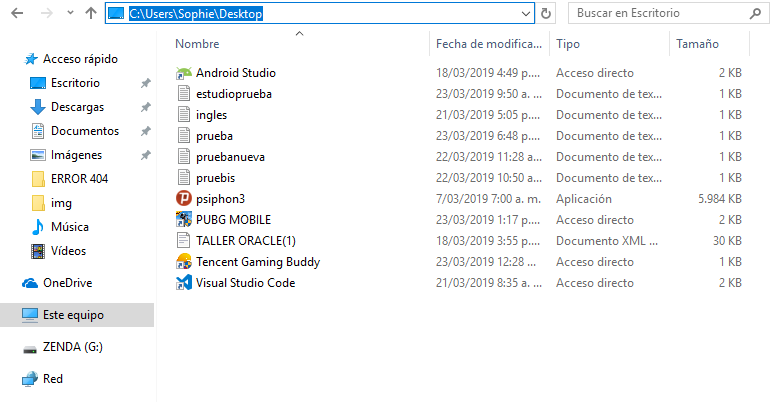 C:\Users\Sophie\Desktop
Buscar en Escritorio
Nombre Fecha de modifica... Tipo Tamaño
Acceso rápido
Escritorio
Descargas
Documentos
Imágenes
ERROR 404
img
Música
Vídeos
OneDrive
Este equipo
ZENDA (G:)
Red
Android Studio 18/03/2019 4:49 p.... Acceso directo 2 KB
estudioprueba 23/03/2019 9:50 a. ... Documento de tex... 1 KB
ingles 21/03/2019 5:05 p.... Documento de tex... 1 KB
prueba 23/03/2019 6:48 p.... Documento de tex... 1 KB
pruebanueva 22/03/2019 11:28 a... Documento de tex... 1 KB
pruebis 22/03/2019 10:50 a... Documento de tex... 1 KB
psiphon3 7/03/2019 7:00 a. m. Aplicación 5.984 KB
PUBG MOBILE 23/03/2019 1:17 p.... Acceso directo 2 KB
TALLER ORACLE(1) 18/03/2019 3:55 p.... Documento XML ... 30 KB
Tencent Gaming Buddy 23/03/2019 12:28 ... Acceso directo 1 KB
Visual Studio Code 21/03/2019 8:35 a. ... Acceso directo 2 KB